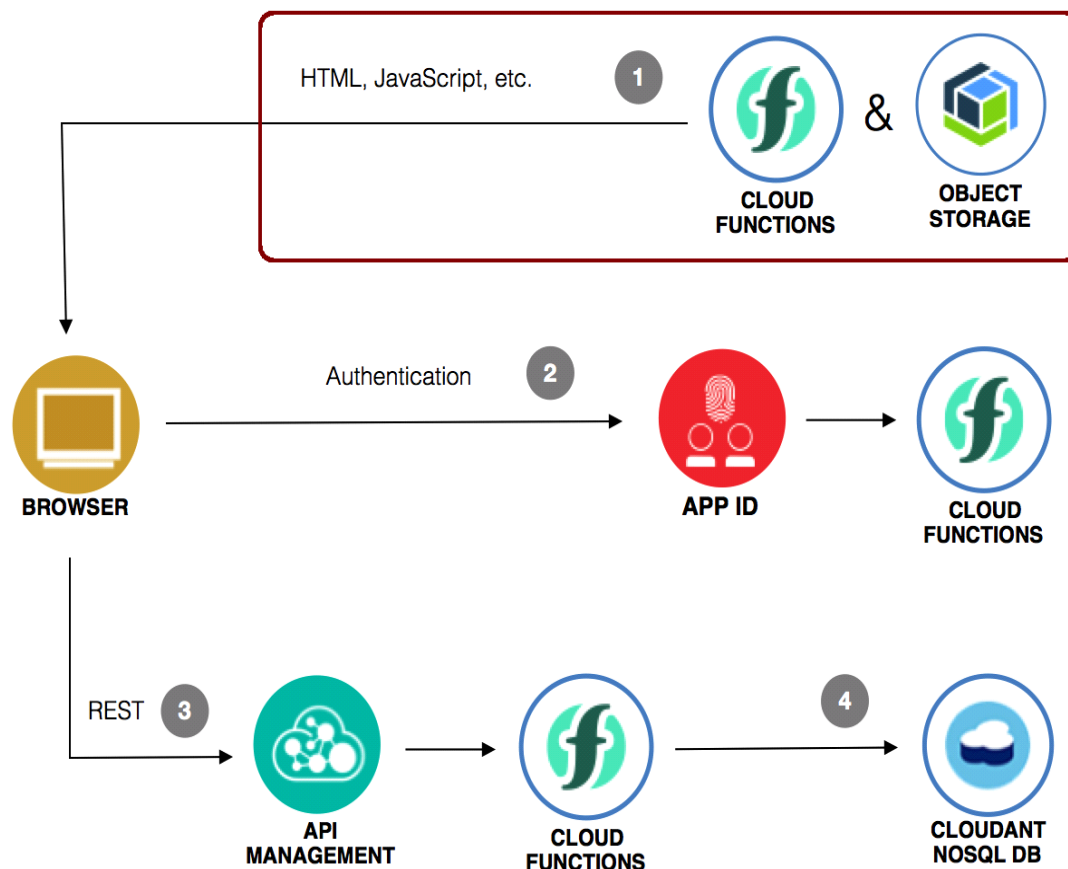 HTML, JavaScript, etc.
1
&
CLOUD
FUNCTIONS
OBJECT
STORAGE
Authentication
2
BROWSER
APP ID
CLOUD
FUNCTIONS
REST
3
4
API
MANAGEMENT
CLOUD
FUNCTIONS
CLOUDANT
NOSQL DB